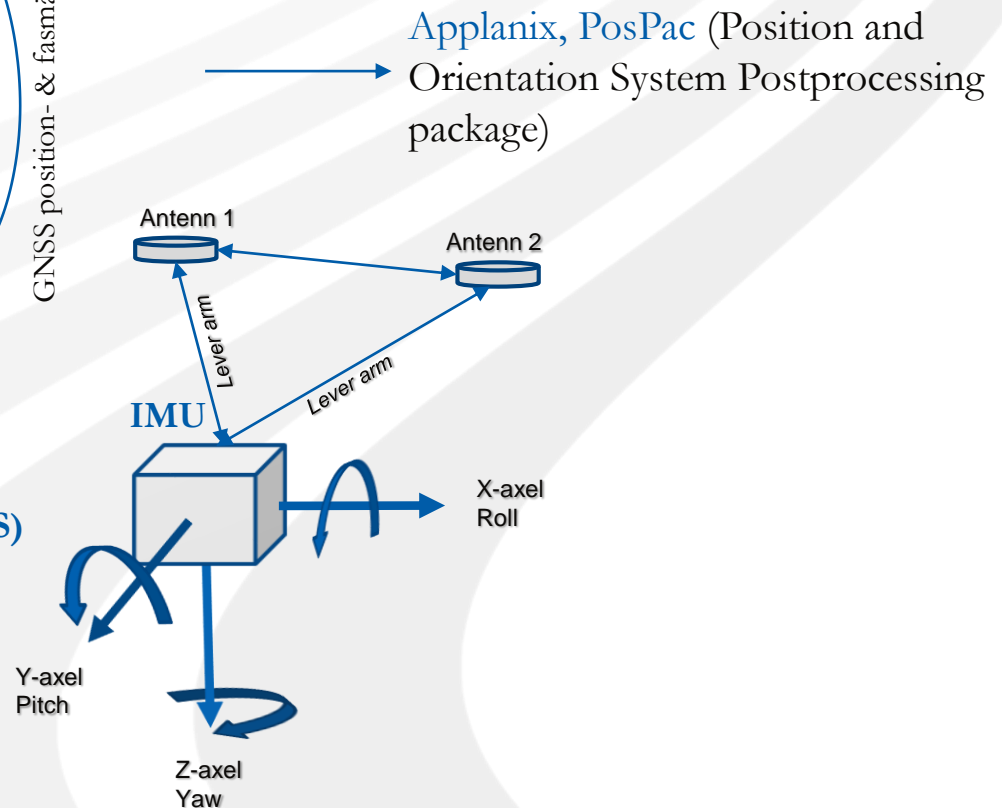 Applanix, PosPac (Position and
Orientation System Postprocessing
package)
GNSS position- &
Antenn 1
Antenn 2
Lever arm
Lever arm
IMU
X-axel
Roll
S)
Y-axel
Pitch
Z-axel
Yaw